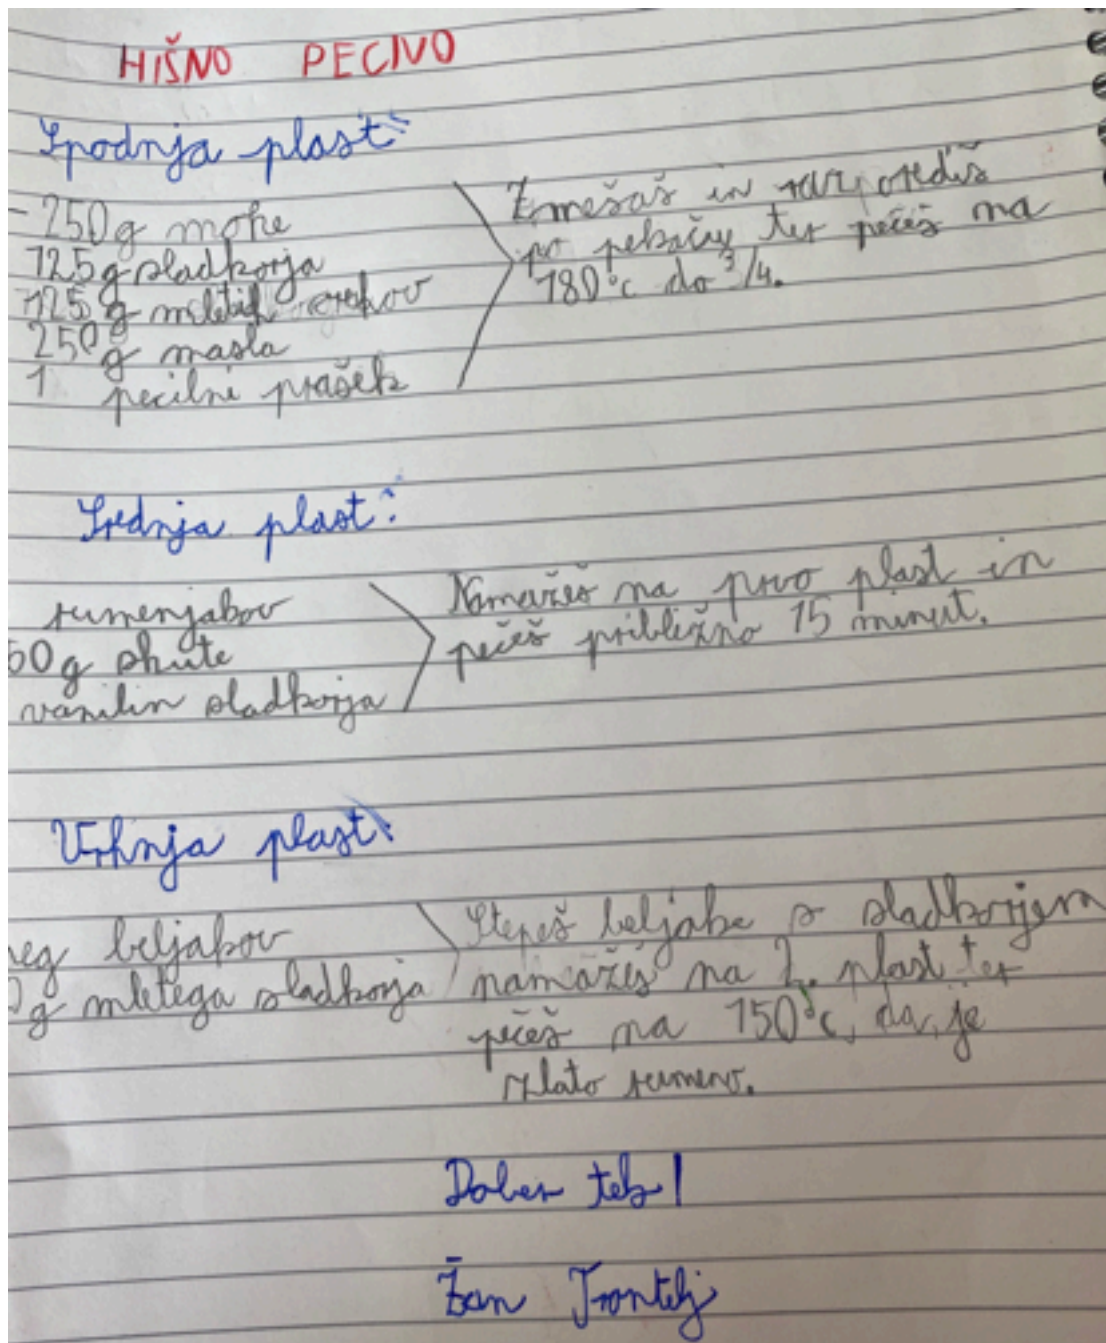 HIŠNO PECIVO
Spodnja plast:
- 250g moke
125g sladkorja
125 g mletih orehov
250 g masla
1 pecilni prašek
Zmešaš in razporediš
po pekaču ter pečeš na
180°c do 3/4.
Srednja plast:
rumenjakov
50g skute
vanilin sladkorja
Namažeš na prvo plast in
pečeš približno 15 minut.
Vrhnja plast:
neg beljakov
0g mletega sladkorja
Stepeš beljake s sladkorjem
namažeš na 2. plast ter
pečeš na 150°c, da je
zlato rumeno.
Dober tek!
Žan Trontelj